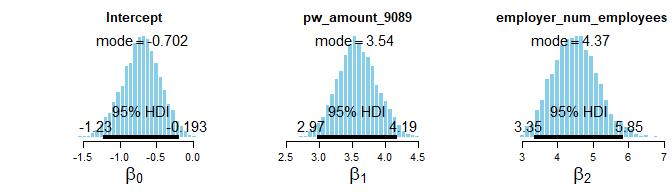 Intercept
mode = -0.702
95% HDI
-1.23 -0.193
-1.5 -1.0 -0.5 0.0
β0
pw_amount_9089
mode = 3.54
95% HDI
2.97 4.19
2.5 3.0 3.5 4.0 4.5
β1
employer_num_employees
mode = 4.37
95% HDI
3.35 5.85
3 4 5 6 7
β2